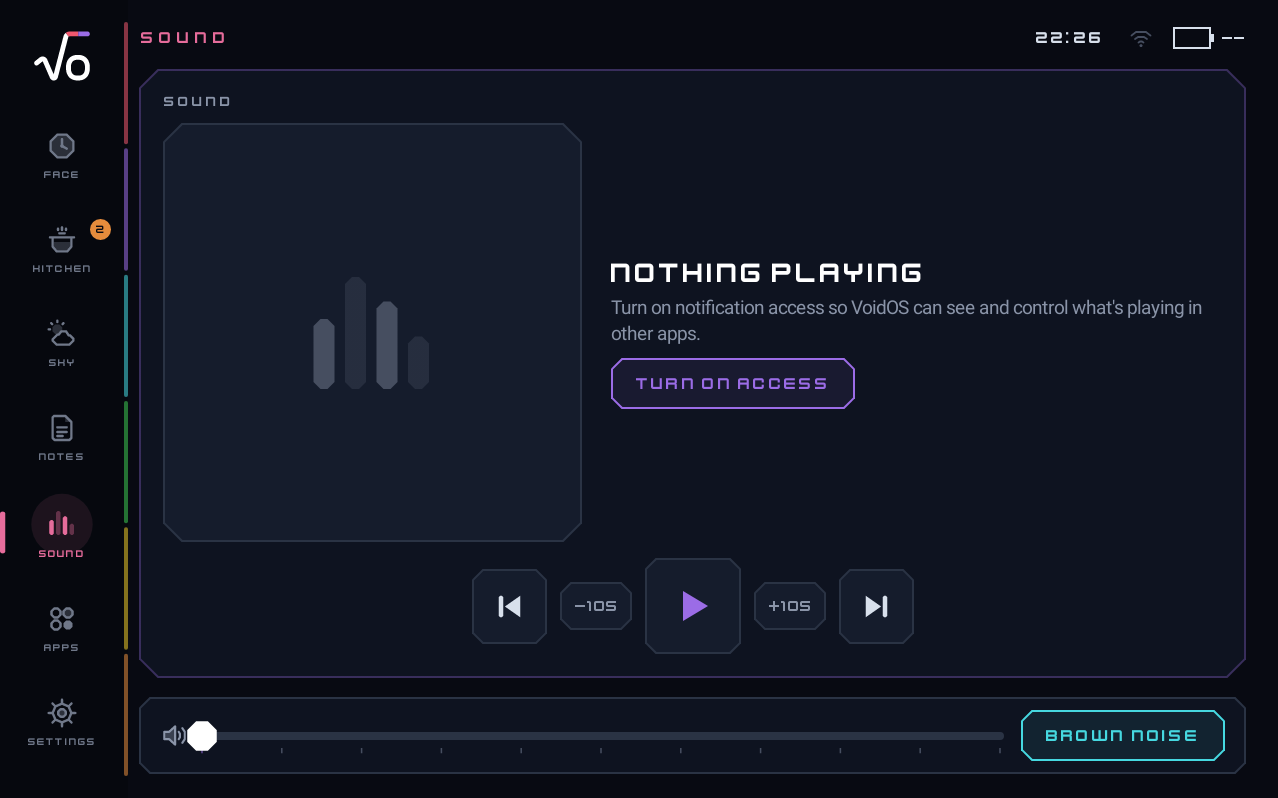 √o
SOUND
22:26
--
FACE
2
KITCHEN
SKY
NOTES
SOUND
APPS
SETTINGS
SOUND
NOTHING PLAYING
Turn on notification access so VoidOS can see and control what's playing in
other apps.
TURN ON ACCESS
−10S
+10S
BROWN NOISE